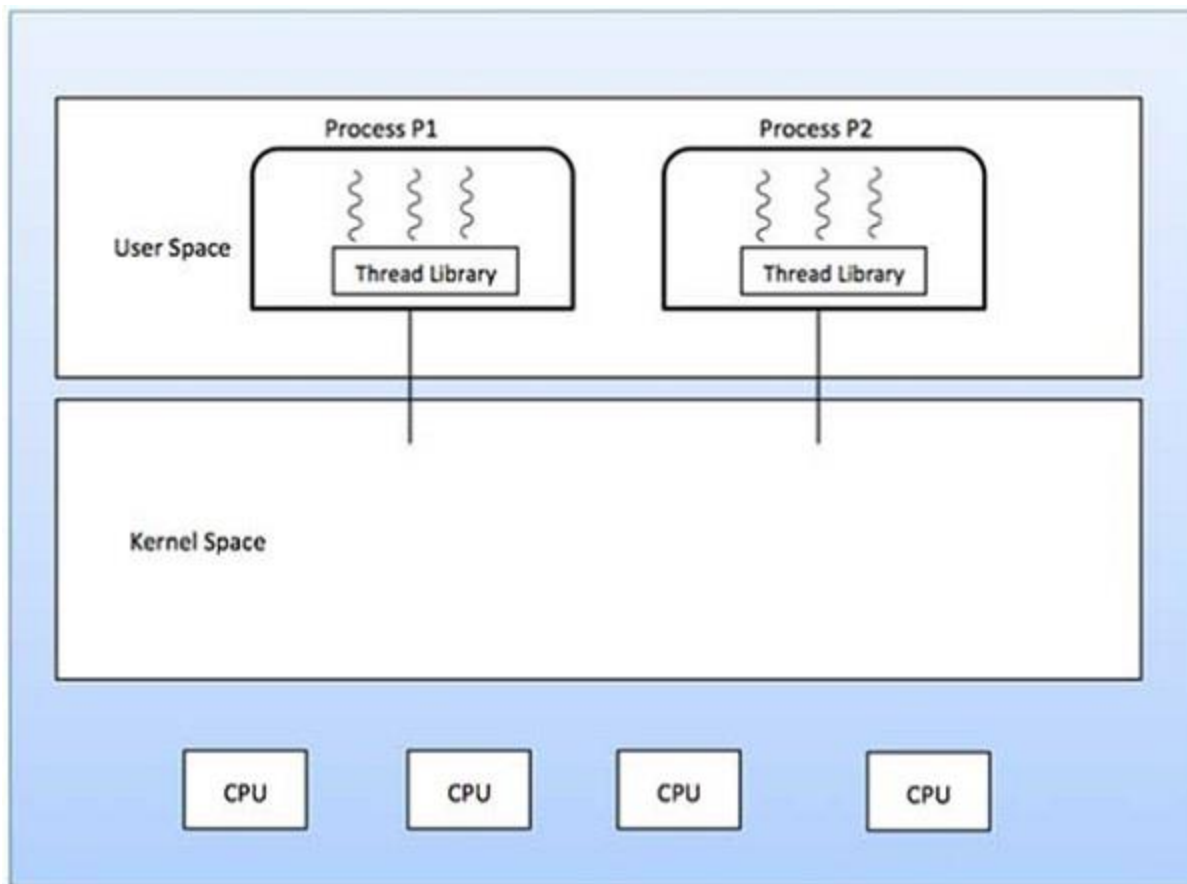 Process P1
Process P2
User Space
Thread Library
Thread Library
Kernel Space
CPU
CPU
CPU
CPU